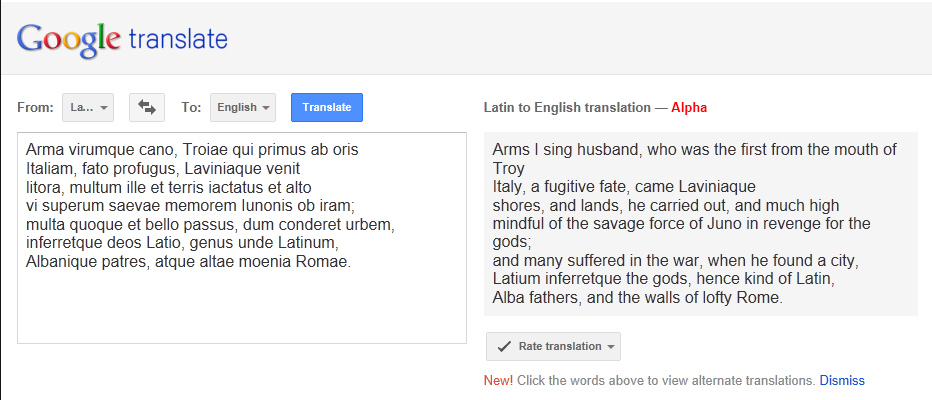 Google translate
From: La... To: English Translate
Arma virumque cano, Troiae qui primus ab oris
Italiam, fato profugus, Laviniaque venit
litora, multum ille et terris iactatus et alto
vi superum saevae memorem Iunonis ob iram;
multa quoque et bello passus, dum conderet urbem,
inferretque deos Latio, genus unde Latinum,
Albanique patres, atque altae moenia Romae.
Latin to English translation — Alpha
Arms I sing husband, who was the first from the mouth of
Troy
Italy, a fugitive fate, came Laviniaque
shores, and lands, he carried out, and much high
mindful of the savage force of Juno in revenge for the
gods;
and many suffered in the war, when he found a city,
Latium inferretque the gods, hence kind of Latin,
Alba fathers, and the walls of lofty Rome.
Rate translation
New! Click the words above to view alternate translations. Dismiss